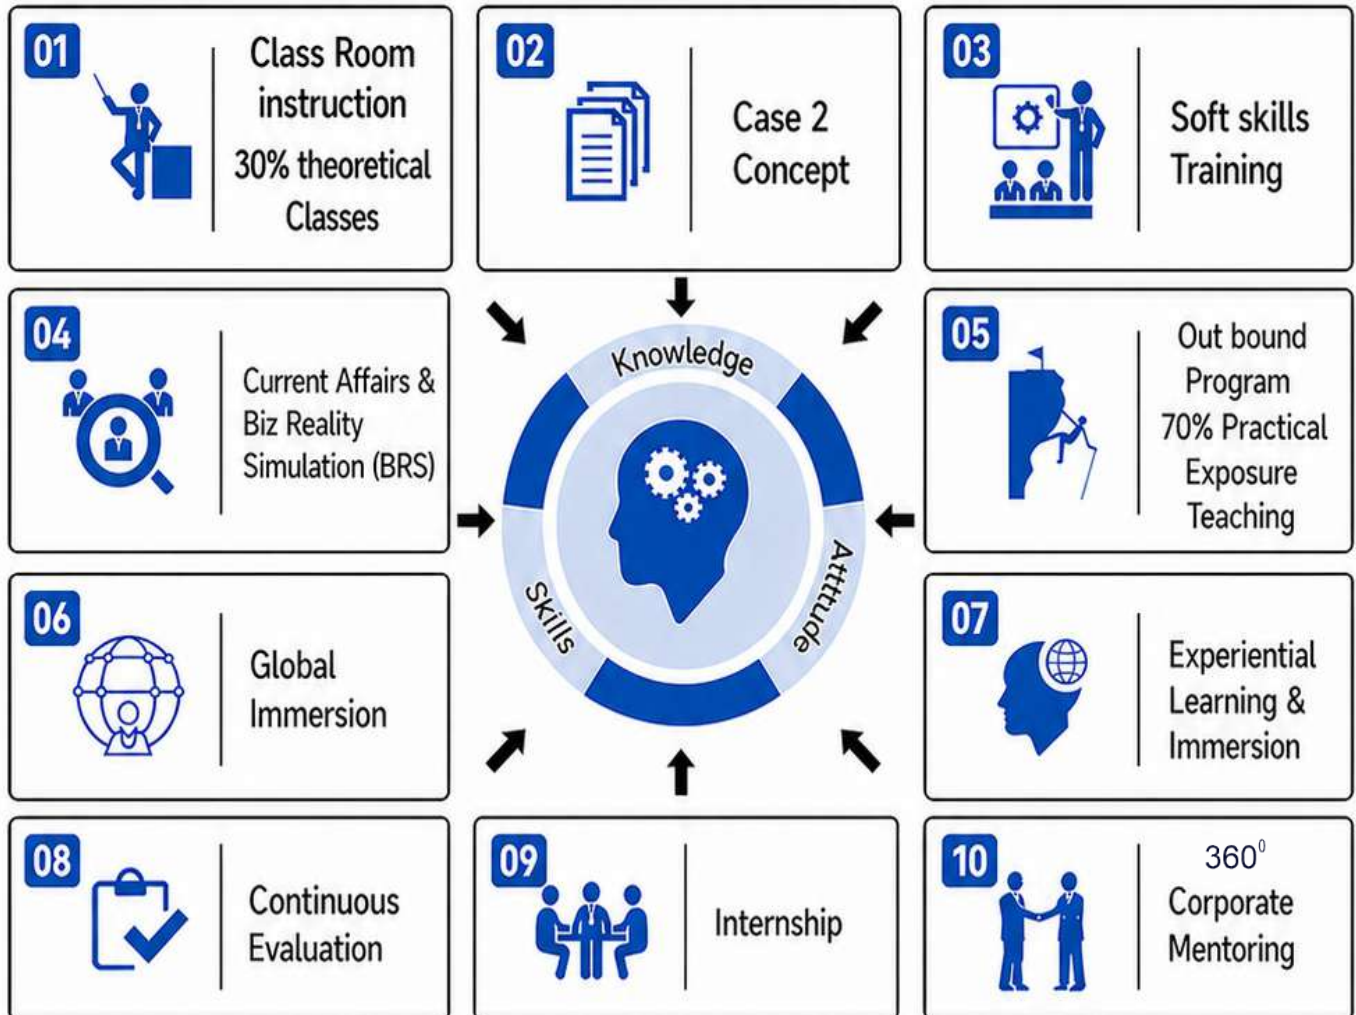 01
Class Room
instruction
30% theoretical
Classes
02
Case 2
Concept
03
Soft skills
Training
04
Current Affairs &
Biz Reality
Simulation (BRS)
05
Out bound
Program
70% Practical
Exposure
Teaching
Knowledge
Skills
Attttude
06
Global
Immersion
07
Experiential
Learning &
Immersion
08
Continuous
Evaluation
09
Internship
10
360⁰
Corporate
Mentoring